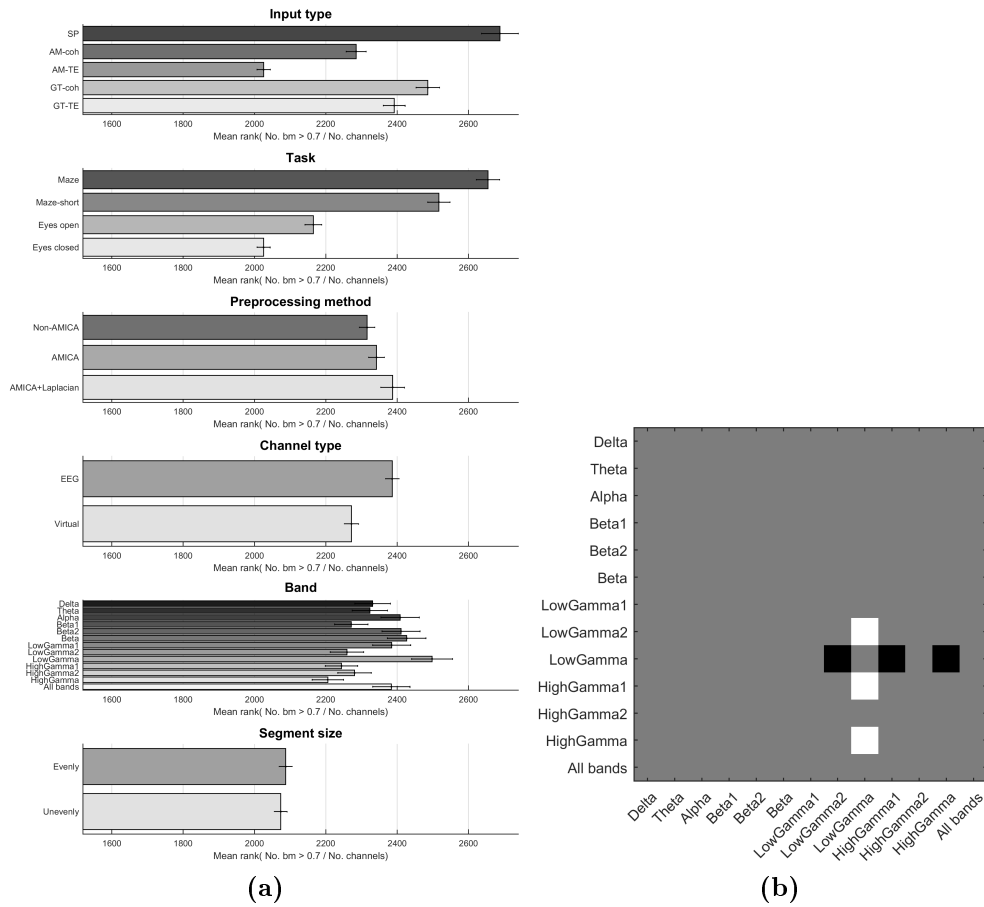 Input type
SP
AM-coh
AM-TE
GT-coh
GT-TE
1600 1800 2000 2200 2400 2600
Mean rank( No. bm > 0.7 / No. channels)
Task
Maze
Maze-short
Eyes open
Eyes closed
1600 1800 2000 2200 2400 2600
Mean rank( No. bm > 0.7 / No. channels)
Preprocessing method
Non-AMICA
AMICA
AMICA+Laplacian
1600 1800 2000 2200 2400 2600
Mean rank( No. bm > 0.7 / No. channels)
Channel type
EEG
Virtual
1600 1800 2000 2200 2400 2600
Mean rank( No. bm > 0.7 / No. channels)
Band
Delta
Theta
Alpha
Beta1
Beta2
Beta
LowGamma1
LowGamma2
LowGamma
HighGamma1
HighGamma2
HighGamma
All bands
1600 1800 2000 2200 2400 2600
Mean rank( No. bm > 0.7 / No. channels)
Segment size
Evenly
Unevenly
1600 1800 2000 2200 2400 2600
Mean rank( No. bm > 0.7 / No. channels)
(a)
Delta
Theta
Alpha
Beta1
Beta2
Beta
LowGamma1
LowGamma2
LowGamma
HighGamma1
HighGamma2
HighGamma
All bands
Delta
Theta
Alpha
Beta1
Beta2
Beta
LowGamma1
LowGamma2
LowGamma
HighGamma1
HighGamma2
HighGamma
All bands
(b)